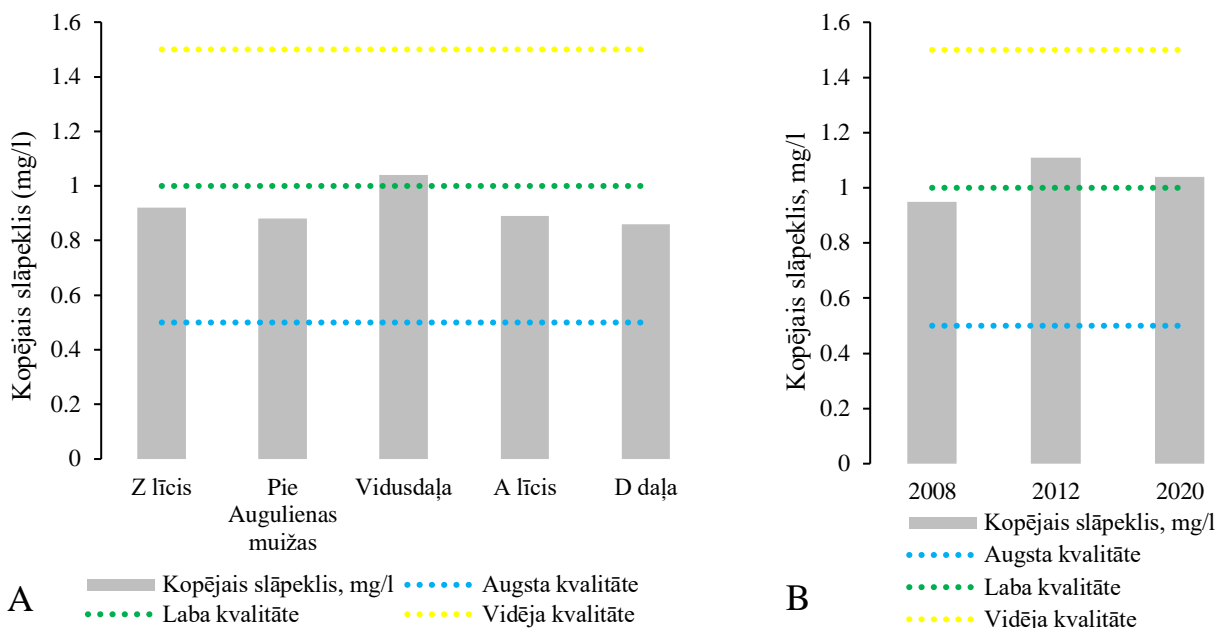 Kopējais slāpeklis (mg/l)
1.6
1.4
1.2
1
0.8
0.6
0.4
0.2
0
Z līcis
Pie
Augulienas
muižas
Vidusdaļa
A līcis
D daļa
Kopējais slāpeklis, mg/l
Augsta kvalitāte
Laba kvalitāte
Vidēja kvalitāte
A
Kopējais slāpeklis, mg/l
1.6
1.4
1.2
1
0.8
0.6
0.4
0.2
0
2008
2012
2020
Kopējais slāpeklis, mg/l
Augsta kvalitāte
Laba kvalitāte
Vidēja kvalitāte
B